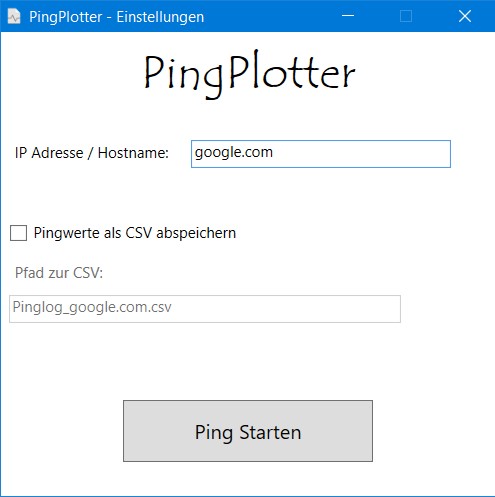 PingPlotter - Einstellungen
PingPlotter
IP Adresse / Hostname: google.com
Pingwerte als CSV abspeichern
Pfad zur CSV:
Pinglog_google.com.csv
Ping Starten